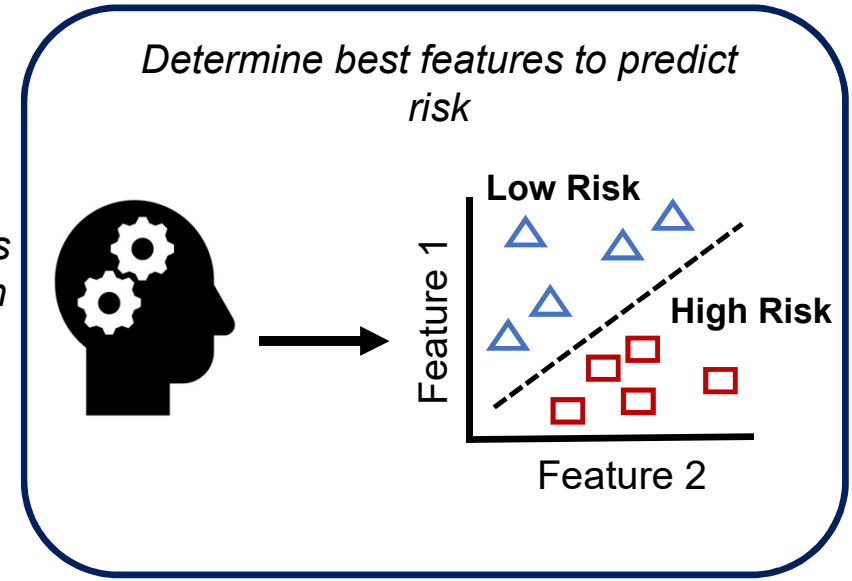 Determine best features to predict
risk
Low Risk
High Risk
Feature 1
Feature 2